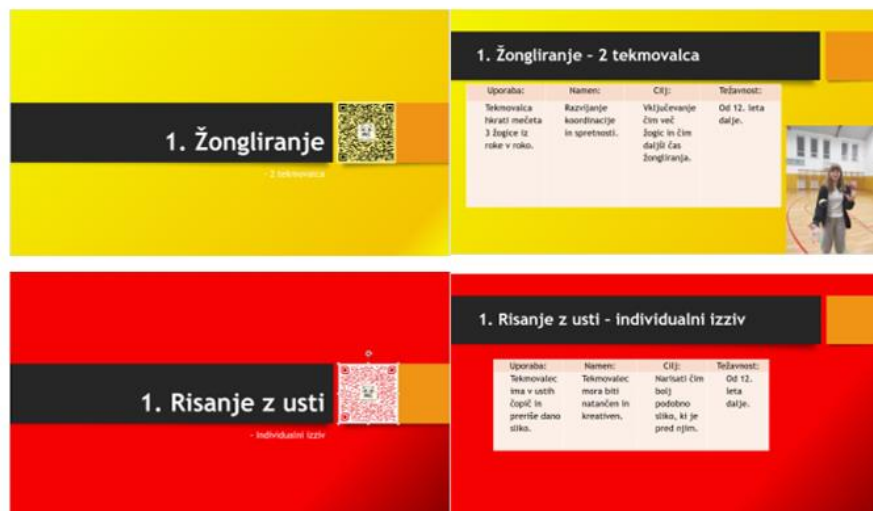 1. Žongliranje
- 2 tekmovalca
1. Žongliranje – 2 tekmovalca
Uporaba: Namen: Cilj: Težavnost:
Tekmovalca hkrati mečeta 3 žogice iz roke v roko.
Razvijanje koordinacije in spretnosti.
Vključevanje čim več žogic in čim daljši čas žongliranja.
Od 12. leta dalje.
1. Risanje z usti
- individualni izziv
1. Risanje z usti – individualni izziv
Uporaba: Namen: Cilj: Težavnost:
Tekmovalec ima v ustih čopič in preriše dano sliko.
Tekmovalec mora biti natančen in kreativen.
Narisati čim bolj podobno sliko, ki je pred njim.
Od 12. leta dalje.